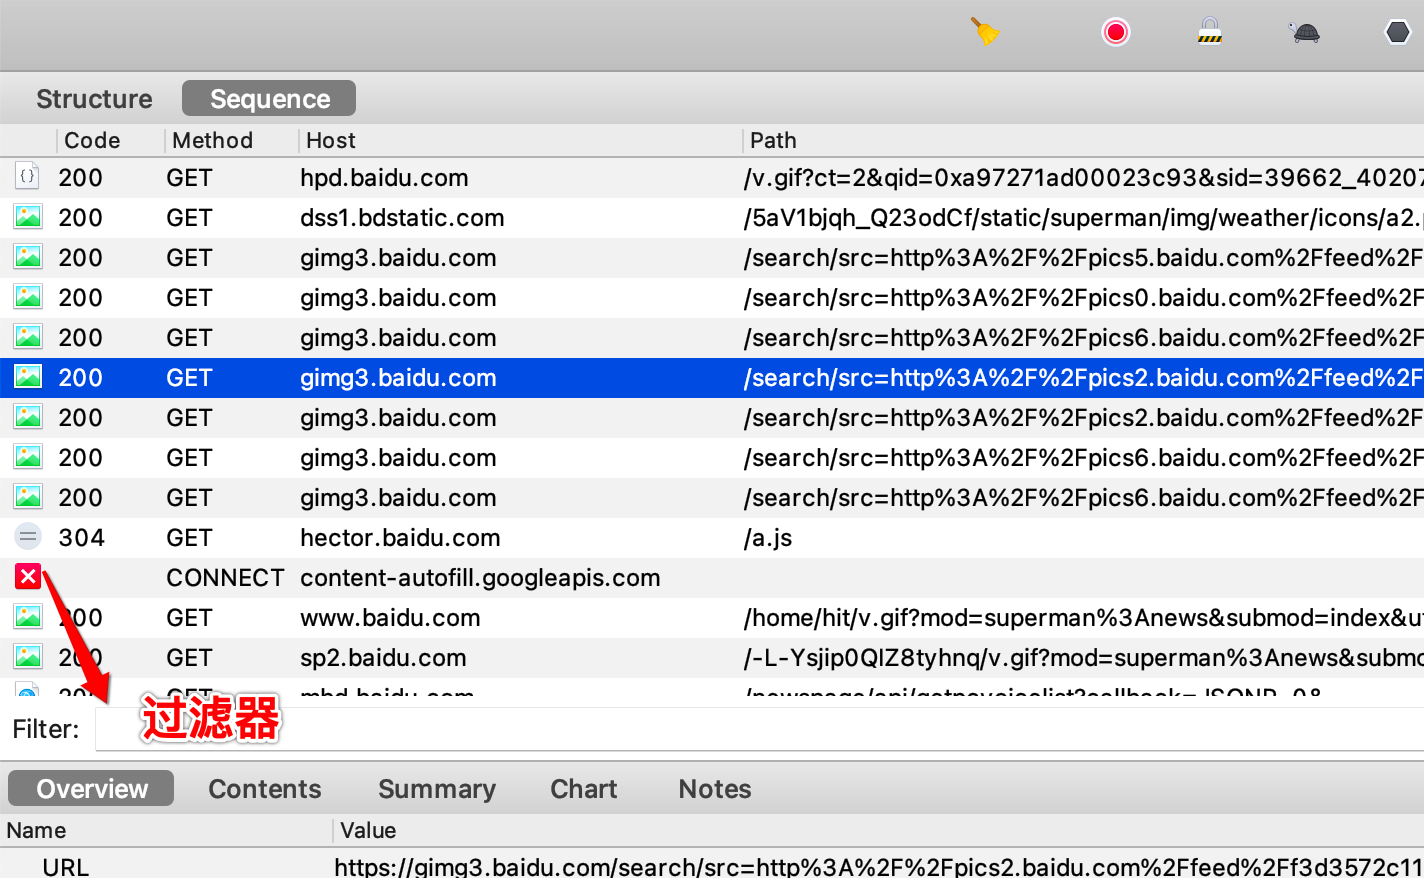 Structure Sequence
Code Method Host Path
200 GET hpd.baidu.com /v.gif?ct=2&qid=0xa97271ad00023c93&sid=39662_40207
200 GET dss1.bdstatic.com /5aV1bjqh_Q23odCf/static/superman/img/weather/icons/a2.p
200 GET gimg3.baidu.com /search/src=http%3A%2F%2Fpics5.baidu.com%2Ffeed%2F
200 GET gimg3.baidu.com /search/src=http%3A%2F%2Fpics0.baidu.com%2Ffeed%2F
200 GET gimg3.baidu.com /search/src=http%3A%2F%2Fpics6.baidu.com%2Ffeed%2F
200 GET gimg3.baidu.com /search/src=http%3A%2F%2Fpics2.baidu.com%2Ffeed%2F
200 GET gimg3.baidu.com /search/src=http%3A%2F%2Fpics2.baidu.com%2Ffeed%2F
200 GET gimg3.baidu.com /search/src=http%3A%2F%2Fpics6.baidu.com%2Ffeed%2F
200 GET gimg3.baidu.com /search/src=http%3A%2F%2Fpics6.baidu.com%2Ffeed%2F
304 GET hector.baidu.com /a.js
CONNECT content-autofill.googleapis.com
200 GET www.baidu.com /home/hit/v.gif?mod=superman%3Anews&submod=index&ut
200 GET sp2.baidu.com /-L-Ysjip0QIZ8tyhnq/v.gif?mod=superman%3Anews&submo
200 GET mbd.baidu.com
Filter: 过滤器
Overview Contents Summary Chart Notes
Name Value
URL https://gimg3.baidu.com/search/src=http%3A%2F%2Fpics2.baidu.com%2Ffeed%2Ff3d3572c11